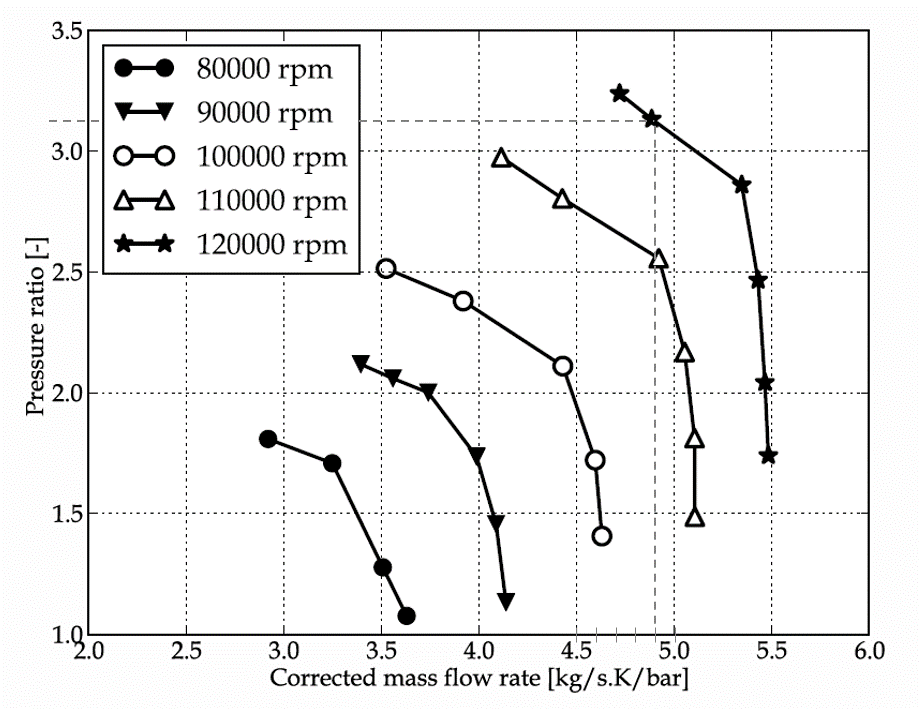 3.5
3.0
2.5
2.0
1.5
1.0
Pressure ratio [-]
80000 rpm
90000 rpm
100000 rpm
110000 rpm
120000 rpm
2.0 2.5 3.0 3.5 4.0 4.5 5.0 5.5 6.0
Corrected mass flow rate [kg/s.K/bar]